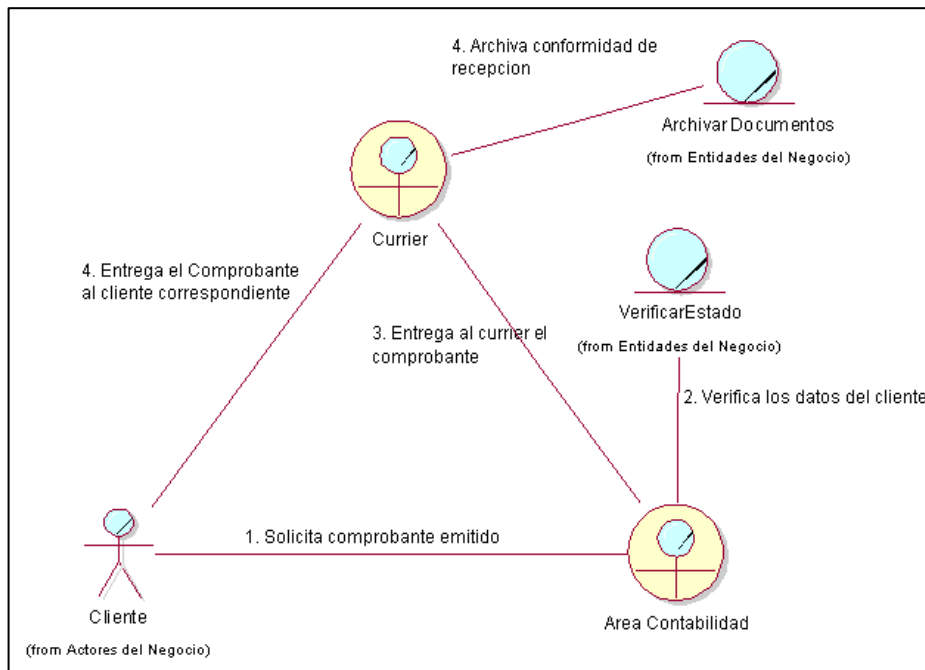 4. Archiva conformidad de
recepcion
ArchivarDocumentos
(from Entidades del Negocio)
Currier
4. Entrega el Comprobante
al cliente correspondiente
VerificarEstado
(from Entidades del Negocio)
3. Entrega al currier el
comprobante
2. Verifica los datos del cliente
1. Solicita comprobante emitido
Cliente
(from Actores del Negocio)
Area Contabilidad